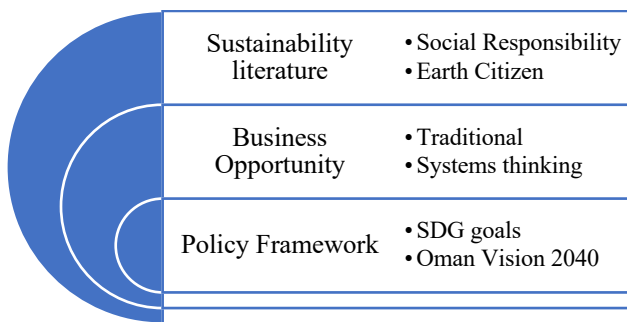 Sustainability
literature
• Social Responsibility
• Earth Citizen
Business
Opportunity
• Traditional
• Systems thinking
Policy Framework
• SDG goals
• Oman Vision 2040